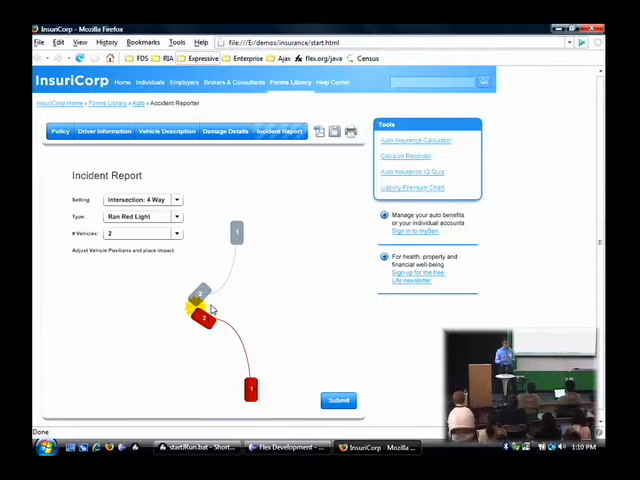 InsuriCorp - Mozilla Firefox
File Edit View History Bookmarks Tools Help
file:///E:/demos/insurance/start.html
FDS RIA Expressive Enterprise Ajax flex.org/java Census
InsuriCorp Home Individuals Employers Brokers & Consultants Forms Library Help Center
Go
InsuriCorp Home > Forms Library > Auto > Accident Reporter
Policy Driver Information Vehicle Description Damage Details Incident Report
Incident Report
Setting: Intersection: 4 Way
Type: Ran Red Light
# Vehicles: 2
Adjust Vehicle Positions and place impact.
1
2
2
1
Submit
Tools
Auto Insurance Calculator
Collision Recorder
Auto Insurance IQ Quiz
Liability Premium Chart
Manage your auto benefits
or your individual accounts
Sign in to myBen
For health, property and
financial well-being
Sign up for the free
Life newsletter
Done
startJRun.bat - Short...
Flex Development - ...
InsuriCorp - Mozilla ...
1:10 PM